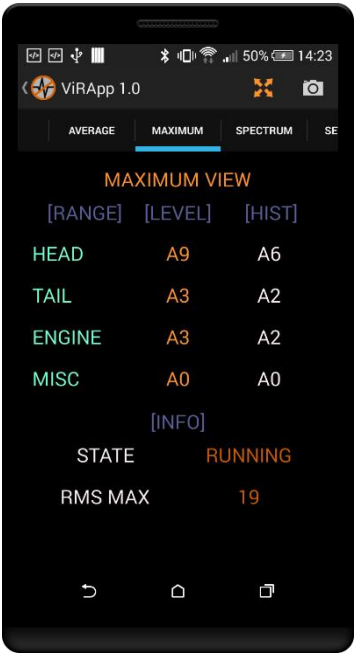 50% 14:23
ViRApp 1.0
AVERAGE MAXIMUM SPECTRUM SE
MAXIMUM VIEW
[RANGE] [LEVEL] [HIST]
HEAD A9 A6
TAIL A3 A2
ENGINE A3 A2
MISC A0 A0
[INFO]
STATE RUNNING
RMS MAX 19